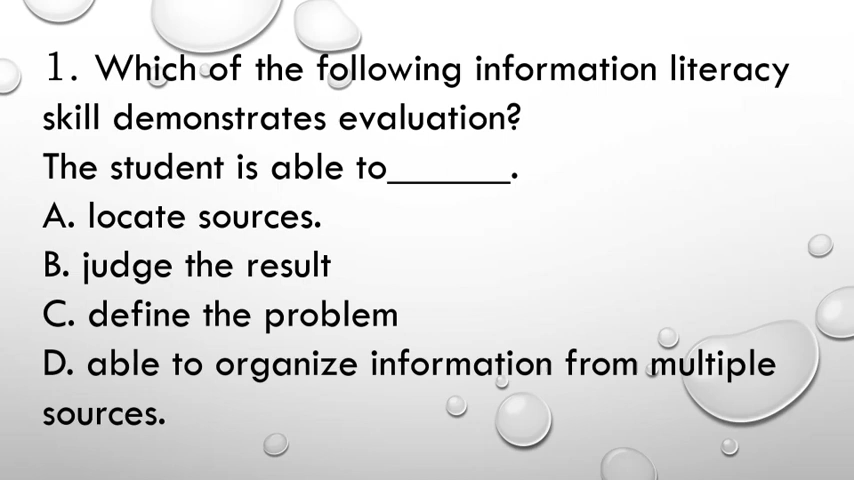 1. Which of the following information literacy
skill demonstrates evaluation?
The student is able to_______.
A. locate sources.
B. judge the result
C. define the problem
D. able to organize information from multiple
sources.